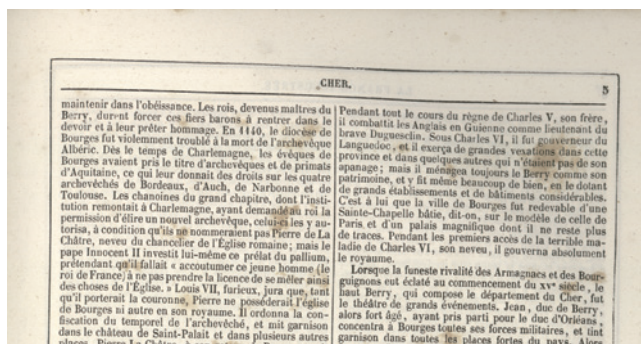 CHER.
5
maintenir dans l'obéissance. Les rois, devenus maîtres du
Berry, durent forcer ces fiers barons à rentrer dans le
devoir et à leur prêter hommage. En 1140, le diocèse de
Bourges fut violemment troublé à la mort de l'archevêque
Albéric. Dès le temps de Charlemagne, les évêques de
Bourges avaient pris le titre d'archevêques et de primats
d'Aquitaine, ce qui leur donnait des droits sur les quatre
archevêchés de Bordeaux, d'Auch, de Narbonne et de
Toulouse. Les chanoines du grand chapitre, dont l'insti-
tution remontait à Charlemagne, ayant demandé au roi la
permission d'élire un nouvel archevêque, celui-ci les y au-
torisa, à condition qu'ils ne nommeraient pas Pierre de La
Châtre, neveu du chancelier de l'Église romaine; mais le
pape Innocent II investit lui-même ce prélat du pallium,
prétendant qu'il fallait « accoutumer ce jeune homme (le
roi de France) à ne pas prendre la licence de se mêler ainsi
des choses de l'Église. » Louis VII, furieux, jura que, tant
qu'il porterait la couronne, Pierre ne posséderait l'église
de Bourges ni autre en son royaume. Il ordonna la con-
fiscation du temporel de l'archevêché, et mit garnison
dans le château de Saint-Palait et dans plusieurs autres
places. Pierre La Châtre
Pendant tout le cours du règne de Charles V, son frère,
il combattit les Anglais en Guienne comme lieutenant du
brave Duguesclin. Sous Charles VI, il fut gouverneur du
Languedoc, et il exerça de grandes vexations dans cette
province et dans quelques autres qui n'étaient pas de son
apanage; mais il ménagea toujours le Berry comme son
patrimoine, et y fit même beaucoup de bien, en le dotant
de grands établissements et de bâtiments considérables.
C'est à lui que la ville de Bourges fut redevable d'une
Sainte-Chapelle bâtie, dit-on, sur le modèle de celle de
Paris et d'un palais magnifique dont il ne reste plus
de traces. Pendant les premiers accès de la terrible ma-
ladie de Charles VI, son neveu, il gouverna absolument
le royaume.
Lorsque la funeste rivalité des Armagnacs et des Bour-
guignons eut éclaté au commencement du XVe siècle, le
haut Berry, qui compose le département du Cher, fut
le théâtre de grands événements. Jean, duc de Berry,
alors fort âgé, ayant pris parti pour le duc d'Orléans,
concentra à Bourges toutes ses forces militaires, et tint
garnison dans toutes les places fortes du pays. Alors